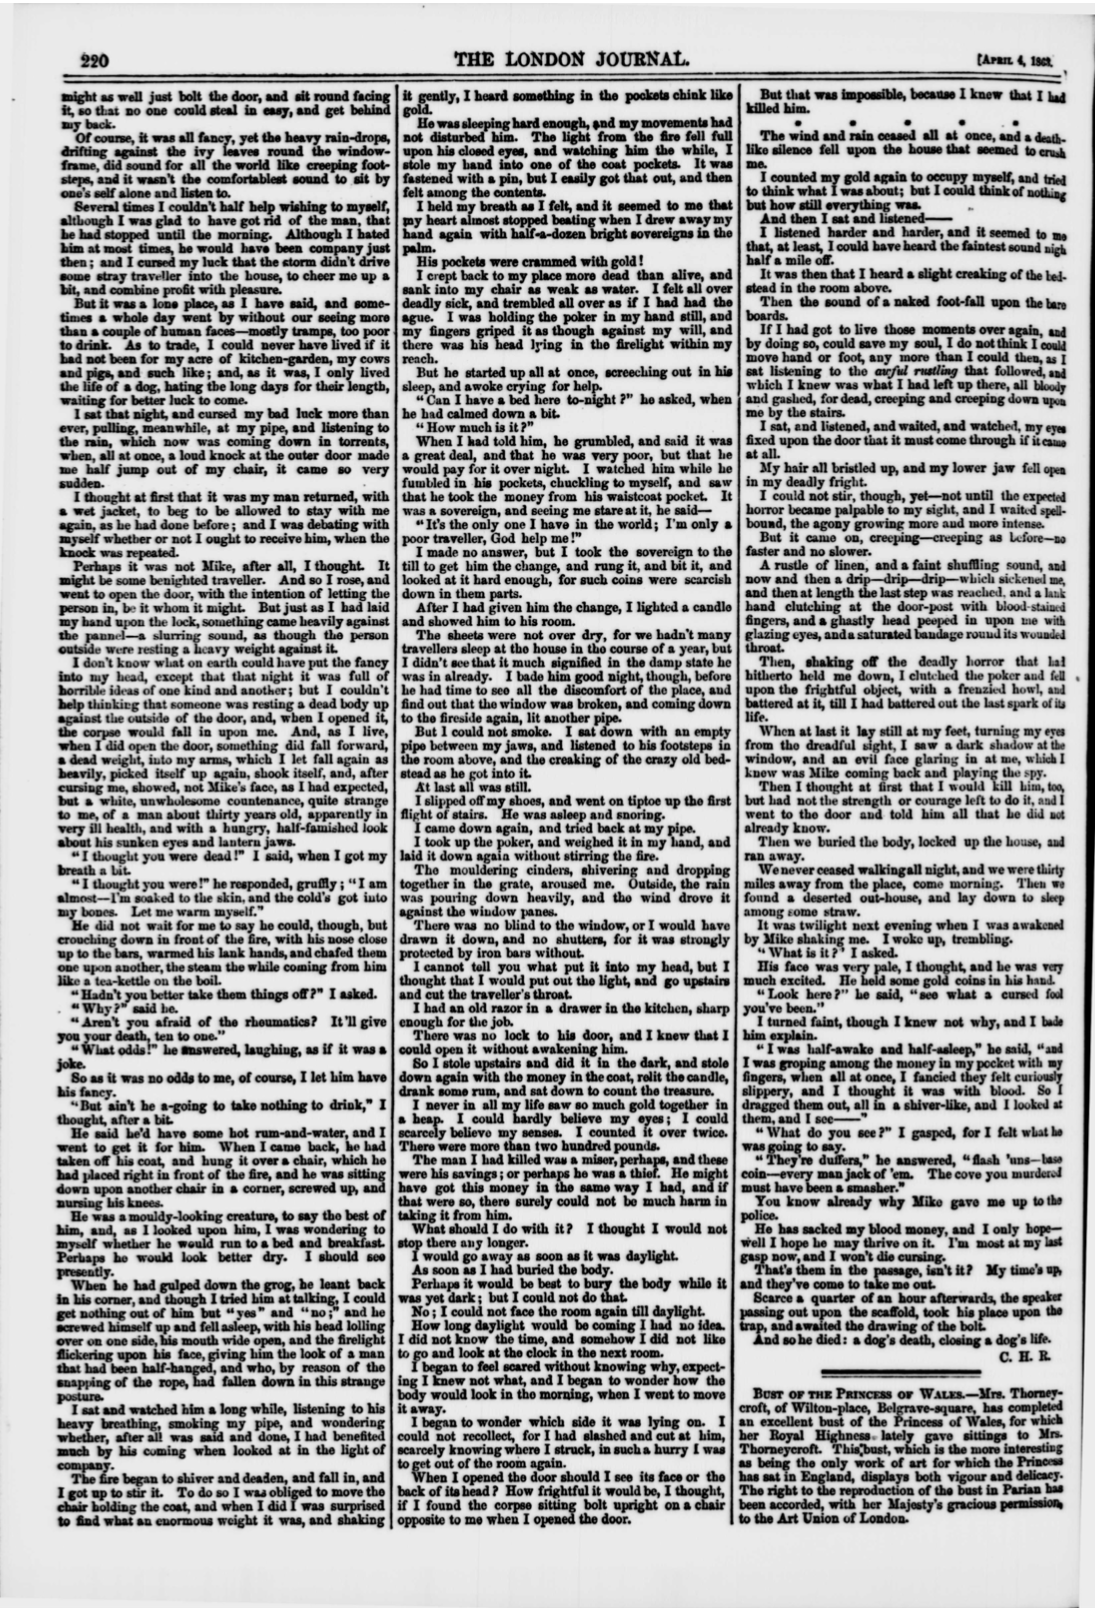 220
THE LONDON JOURNAL.
[APRIL 4, 1863.
might as well just bolt the door, and sit round facing
it, so that no one could steal in easy, and get behind
my back.
Of course, it was all fancy, yet the heavy rain-drops,
drifting against the ivy leaves round the window-
frame, did sound for all the world like creeping foot-
steps, and it wasn't the comfortablest sound to sit by
one's self alone and listen to.
Several times I couldn't half help wishing to myself,
although I was glad to have got rid of the man, that
he had stopped until the morning. Although I hated
him at most times, he would have been company just
then; and I cursed my luck that the storm didn't drive
some stray traveller into the house, to cheer me up a
bit, and combine profit with pleasure.
But it was a lone place, as I have said, and some-
times a whole day went by without our seeing more
than a couple of human faces—mostly tramps, too poor
to drink. As to trade, I could never have lived if it
had not been for my acre of kitchen-garden, my cows
and pigs, and such like; and, as it was, I only lived
the life of a dog, hating the long days for their length,
waiting for better luck to come.
I sat that night, and cursed my bad luck more than
ever, pulling, meanwhile, at my pipe, and listening to
the rain, which now was coming down in torrents,
when, all at once, a loud knock at the outer door made
me half jump out of my chair, it came so very
sudden.
I thought at first that it was my man returned, with
a wet jacket, to beg to be allowed to stay with me
again, as he had done before; and I was debating with
myself whether or not I ought to receive him, when the
knock was repeated.
Perhaps it was not Mike, after all, I thought. It
might be some benighted traveller. And so I rose, and
went to open the door, with the intention of letting the
person in, be it whom it might. But just as I had laid
my hand upon the lock, something came heavily against
the pannel—a slurring sound, as though the person
outside were resting a heavy weight against it.
I don't know what on earth could have put the fancy
into my head, except that that night it was full of
horrible ideas of one kind and another; but I couldn't
help thinking that someone was resting a dead body up
against the outside of the door, and, when I opened it,
the corpse would fall in upon me. And, as I live,
when I did open the door, something did fall forward,
a dead weight, into my arms, which I let fall again as
heavily, picked itself up again, shook itself, and, after
cursing me, showed, not Mike's face, as I had expected,
but a white, unwholesome countenance, quite strange
to me, of a man about thirty years old, apparently in
very ill health, and with a hungry, half-famished look
about his sunken eyes and lantern jaws.
"I thought you were dead!" I said, when I got my
breath a bit.
"I thought you were!" he responded, gruffly; "I am
almost—I'm soaked to the skin, and the cold's got into
my bones. Let me warm myself."
He did not wait for me to say he could, though, but
crouching down in front of the fire, with his nose close
up to the bars, warmed his lank hands, and chafed them
one upon another, the steam the while coming from him
like a tea-kettle on the boil.
"Hadn't you better take them things off?" I asked.
"Why?" said he.
"Aren't you afraid of the rheumatics? It'll give
you your death, ten to one."
"What odds!" he answered, laughing, as if it was a
joke.
So as it was no odds to me, of course, I let him have
his fancy.
"But ain't he a-going to take nothing to drink," I
thought, after a bit.
He said he'd have some hot rum-and-water, and I
went to get it for him. When I came back, he had
taken off his coat, and hung it over a chair, which he
had placed right in front of the fire, and he was sitting
down upon another chair in a corner, screwed up, and
nursing his knees.
He was a mouldy-looking creature, to say the best of
him, and, as I looked upon him, I was wondering to
myself whether he would run to a bed and breakfast.
Perhaps he would look better dry. I should see
presently.
When he had gulped down the grog, he leant back
in his corner, and though I tried him at talking, I could
get nothing out of him but "yes" and "no;" and he
screwed himself up and fell asleep, with his head lolling
over on one side, his mouth wide open, and the firelight
flickering upon his face, giving him the look of a man
that had been half-hanged, and who, by reason of the
snapping of the rope, had fallen down in this strange
posture.
I sat and watched him a long while, listening to his
heavy breathing, smoking my pipe, and wondering
whether, after all was said and done, I had benefited
much by his coming when looked at in the light of
company.
The fire began to shiver and deaden, and fall in, and
I got up to stir it. To do so I was obliged to move the
chair holding the coat, and when I did I was surprised
to find what an enormous weight it was, and shaking
it gently, I heard something in the pockets chink like
gold.
He was sleeping hard enough, and my movements had
not disturbed him. The light from the fire fell full
upon his closed eyes, and watching him the while, I
stole my hand into one of the coat pockets. It was
fastened with a pin, but I easily got that out, and then
felt among the contents.
I held my breath as I felt, and it seemed to me that
my heart almost stopped beating when I drew away my
hand again with half-a-dozen bright sovereigns in the
palm.
His pockets were crammed with gold!
I crept back to my place more dead than alive, and
sank into my chair as weak as water. I felt all over
deadly sick, and trembled all over as if I had had the
ague. I was holding the poker in my hand still, and
my fingers griped it as though against my will, and
there was his head lying in the firelight within my
reach.
But he started up all at once, screeching out in his
sleep, and awoke crying for help.
"Can I have a bed here to-night?" he asked, when
he had calmed down a bit.
"How much is it?"
When I had told him, he grumbled, and said it was
a great deal, and that he was very poor, but that he
would pay for it over night. I watched him while he
fumbled in his pockets, chuckling to myself, and saw
that he took the money from his waistcoat pocket. It
was a sovereign, and seeing me stare at it, he said—
"It's the only one I have in the world; I'm only a
poor traveller, God help me!"
I made no answer, but I took the sovereign to the
till to get him the change, and rung it, and bit it, and
looked at it hard enough, for such coins were scarcish
down in them parts.
After I had given him the change, I lighted a candle
and showed him to his room.
The sheets were not over dry, for we hadn't many
travellers sleep at the house in the course of a year, but
I didn't see that it much signified in the damp state he
was in already. I bade him good night, though, before
he had time to see all the discomfort of the place, and
find out that the window was broken, and coming down
to the fireside again, lit another pipe.
But I could not smoke. I sat down with an empty
pipe between my jaws, and listened to his footsteps in
the room above, and the creaking of the crazy old bed-
stead as he got into it.
At last all was still.
I slipped off my shoes, and went on tiptoe up the first
flight of stairs. He was asleep and snoring.
I came down again, and tried back at my pipe.
I took up the poker, and weighed it in my hand, and
laid it down again without stirring the fire.
The mouldering cinders, shivering and dropping
together in the grate, aroused me. Outside, the rain
was pouring down heavily, and the wind drove it
against the window panes.
There was no blind to the window, or I would have
drawn it down, and no shutters, for it was strongly
protected by iron bars without.
I cannot tell you what put it into my head, but I
thought that I would put out the light, and go upstairs
and cut the traveller's throat.
I had an old razor in a drawer in the kitchen, sharp
enough for the job.
There was no lock to his door, and I knew that I
could open it without awakening him.
So I stole upstairs and did it in the dark, and stole
down again with the money in the coat, relit the candle,
drank some rum, and sat down to count the treasure.
I never in all my life saw so much gold together in
a heap. I could hardly believe my eyes; I could
scarcely believe my senses. I counted it over twice.
There were more than two hundred pounds.
The man I had killed was a miser, perhaps, and these
were his savings; or perhaps he was a thief. He might
have got this money in the same way I had, and if
that were so, there surely could not be much harm in
taking it from him.
What should I do with it? I thought I would not
stop there any longer.
I would go away as soon as it was daylight.
As soon as I had buried the body.
Perhaps it would be best to bury the body while it
was yet dark; but I could not do that.
No; I could not face the room again till daylight.
How long daylight would be coming I had no idea.
I did not know the time, and somehow I did not like
to go and look at the clock in the next room.
I began to feel scared without knowing why, expect-
ing I knew not what, and I began to wonder how the
body would look in the morning, when I went to move
it away.
I began to wonder which side it was lying on. I
could not recollect, for I had slashed and cut at him,
scarcely knowing where I struck, in such a hurry I was
to get out of the room again.
When I opened the door should I see its face or the
back of its head? How frightful it would be, I thought,
if I found the corpse sitting bolt upright on a chair
opposite to me when I opened the door.
But that was impossible, because I knew that I had
killed him.
* * * * * *
The wind and rain ceased all at once, and a death-
like silence fell upon the house that seemed to crush
me.
I counted my gold again to occupy myself, and tried
to think what I was about; but I could think of nothing
but how still everything was.
And then I sat and listened——
I listened harder and harder, and it seemed to me
that, at least, I could have heard the faintest sound nigh
half a mile off.
It was then that I heard a slight creaking of the bed-
stead in the room above.
Then the sound of a naked foot-fall upon the bare
boards.
If I had got to live those moments over again, and
by doing so, could save my soul, I do not think I could
move hand or foot, any more than I could then, as I
sat listening to the awful rustling that followed, and
which I knew was what I had left up there, all bloody
and gashed, for dead, creeping and creeping down upon
me by the stairs.
I sat, and listened, and waited, and watched, my eyes
fixed upon the door that it must come through if it came
at all.
My hair all bristled up, and my lower jaw fell open
in my deadly fright.
I could not stir, though, yet—not until the expected
horror became palpable to my sight, and I waited spell-
bound, the agony growing more and more intense.
But it came on, creeping—creeping as before—no
faster and no slower.
A rustle of linen, and a faint shuffling sound, and
now and then a drip—drip—drip—which sickened me,
and then at length the last step was reached, and a lank
hand clutching at the door-post with blood-stained
fingers, and a ghastly head peeped in upon me with
glazing eyes, and a saturated bandage round its wounded
throat.
Then, shaking off the deadly horror that had
hitherto held me down, I clutched the poker and fell
upon the frightful object, with a frenzied howl, and
battered at it, till I had battered out the last spark of its
life.
When at last it lay still at my feet, turning my eyes
from the dreadful sight, I saw a dark shadow at the
window, and an evil face glaring in at me, which I
knew was Mike coming back and playing the spy.
Then I thought at first that I would kill him, too,
but had not the strength or courage left to do it, and I
went to the door and told him all that he did not
already know.
Then we buried the body, locked up the house, and
ran away.
We never ceased walking all night, and we were thirty
miles away from the place, come morning. Then we
found a deserted out-house, and lay down to sleep
among some straw.
It was twilight next evening when I was awakened
by Mike shaking me. I woke up, trembling.
"What is it?" I asked.
His face was very pale, I thought, and he was very
much excited. He held some gold coins in his hand.
"Look here?" he said, "see what a cursed fool
you've been."
I turned faint, though I knew not why, and I bade
him explain.
"I was half-awake and half-asleep," he said, "and
I was groping among the money in my pocket with my
fingers, when all at once, I fancied they felt curiously
slippery, and I thought it was with blood. So I
dragged them out, all in a shiver-like, and I looked at
them, and I see——"
"What do you see?" I gasped, for I felt what he
was going to say.
"They're duffers," he answered, "flash 'uns—base
coin—every man jack of 'em. The cove you murdered
must have been a smasher."
You know already why Mike gave me up to the
police.
He has sacked my blood money, and I only hope—
well I hope he may thrive on it. I'm most at my last
gasp now, and I won't die cursing.
That's them in the passage, isn't it? My time's up,
and they've come to take me out.
Scarce a quarter of an hour afterwards, the speaker
passing out upon the scaffold, took his place upon the
trap, and awaited the drawing of the bolt.
And so he died: a dog's death, closing a dog's life.
C. H. R.
BUST OF THE PRINCESS OF WALES.—Mrs. Thorney-
croft, of Wilton-place, Belgrave-square, has completed
an excellent bust of the Princess of Wales, for which
her Royal Highness lately gave sittings to Mrs.
Thorneycroft. This bust, which is the more interesting
as being the only work of art for which the Princess
has sat in England, displays both vigour and delicacy.
The right to the reproduction of the bust in Parian has
been accorded, with her Majesty's gracious permission,
to the Art Union of London.